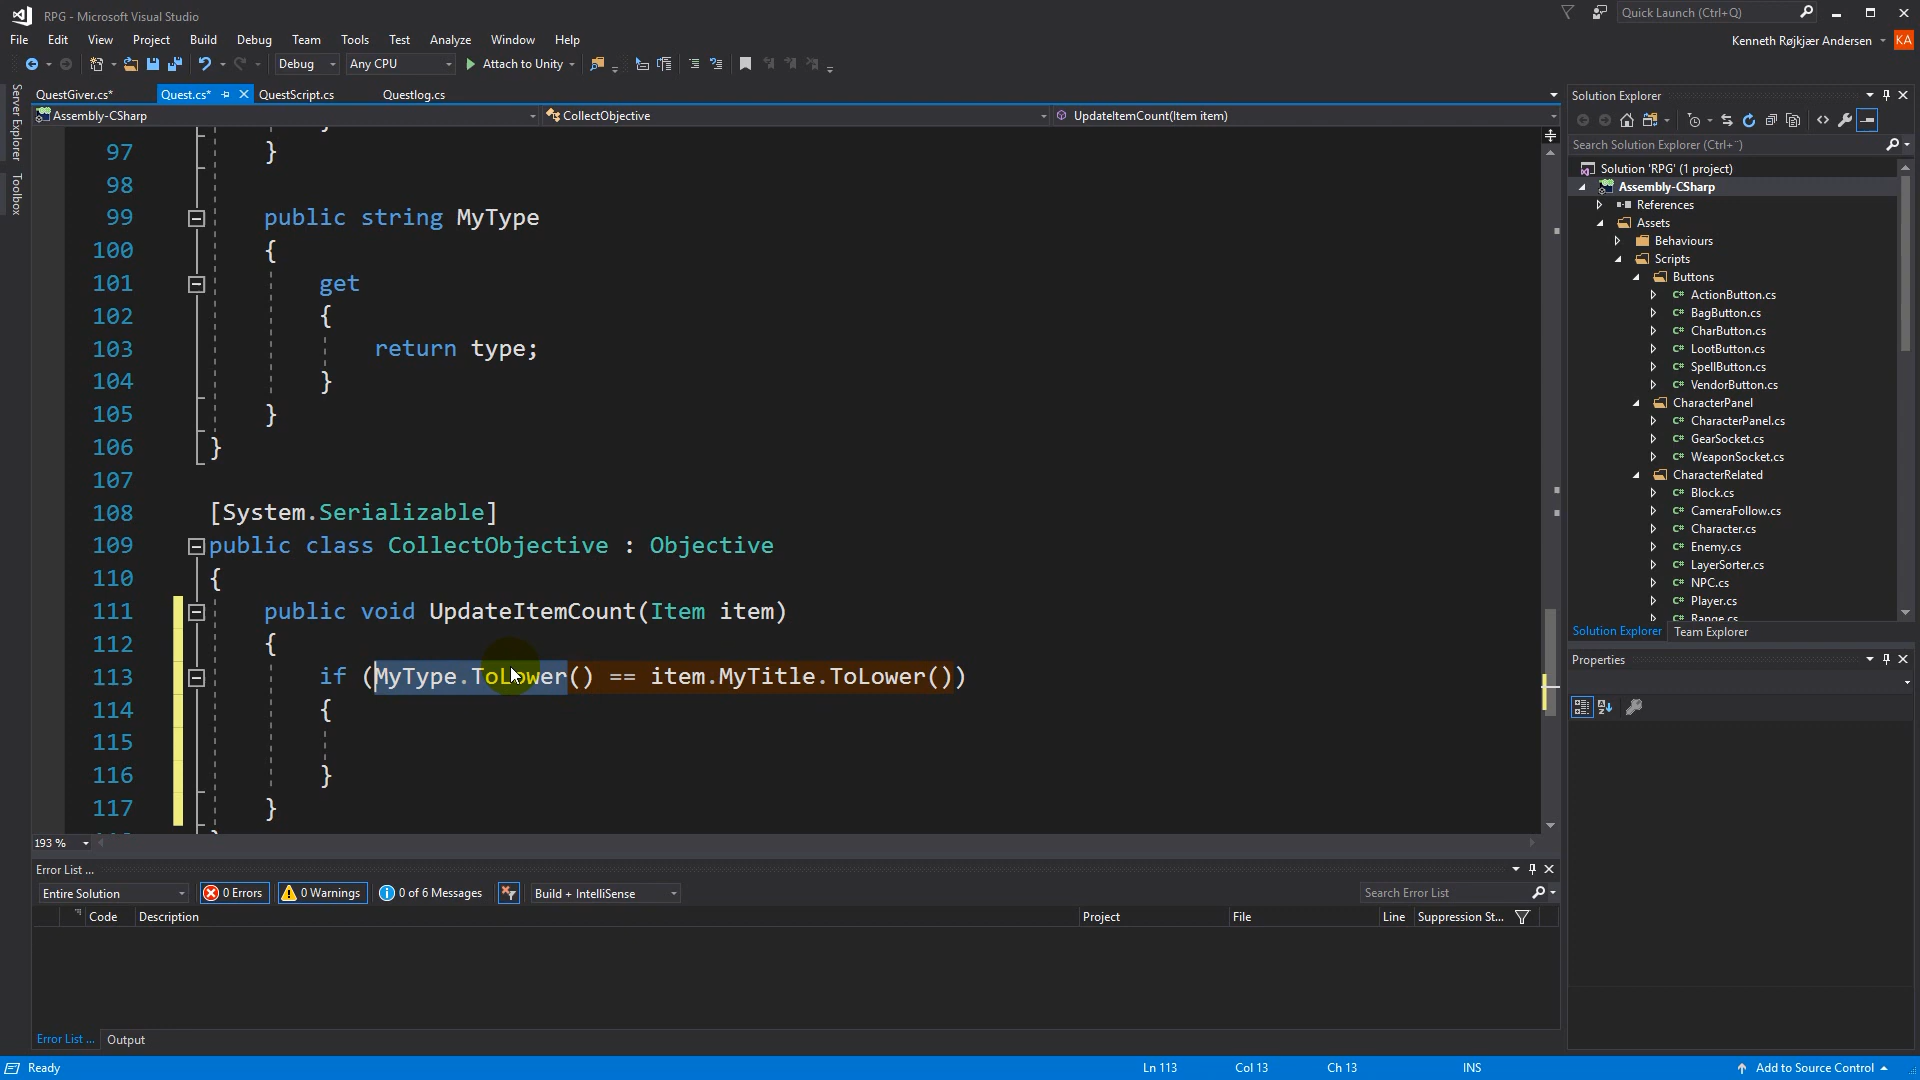 RPG - Microsoft Visual Studio
Quick Launch (Ctrl+Q)
File Edit View Project Build Debug Team Tools Test Analyze Window Help
Kenneth Røjkjær Andersen KA
Debug Any CPU Attach to Unity
QuestGiver.cs* Quest.cs* QuestScript.cs Questlog.cs
Assembly-CSharp CollectObjective UpdateItemCount(Item item)
Server Explorer
Toolbox
97 }
98
99 public string MyType
100 {
101 get
102 {
103 return type;
104 }
105 }
106 }
107
108 [System.Serializable]
109 public class CollectObjective : Objective
110 {
111 public void UpdateItemCount(Item item)
112 {
113 if (MyType.ToLower() == item.MyTitle.ToLower())
114 {
115
116 }
117 }
193 %
Solution Explorer
Search Solution Explorer (Ctrl+¨)
Solution 'RPG' (1 project)
Assembly-CSharp
References
Assets
Behaviours
Scripts
Buttons
C# ActionButton.cs
C# BagButton.cs
C# CharButton.cs
C# LootButton.cs
C# SpellButton.cs
C# VendorButton.cs
CharacterPanel
C# CharacterPanel.cs
C# GearSocket.cs
C# WeaponSocket.cs
CharacterRelated
C# Block.cs
C# CameraFollow.cs
C# Character.cs
C# Enemy.cs
C# LayerSorter.cs
C# NPC.cs
C# Player.cs
C# Range.cs
Solution Explorer Team Explorer
Properties
Error List ...
Entire Solution 0 Errors 0 Warnings 0 of 6 Messages Build + IntelliSense Search Error List
Code Description Project File Line Suppression St...
Error List ... Output
Ready Ln 113 Col 13 Ch 13 INS Add to Source Control